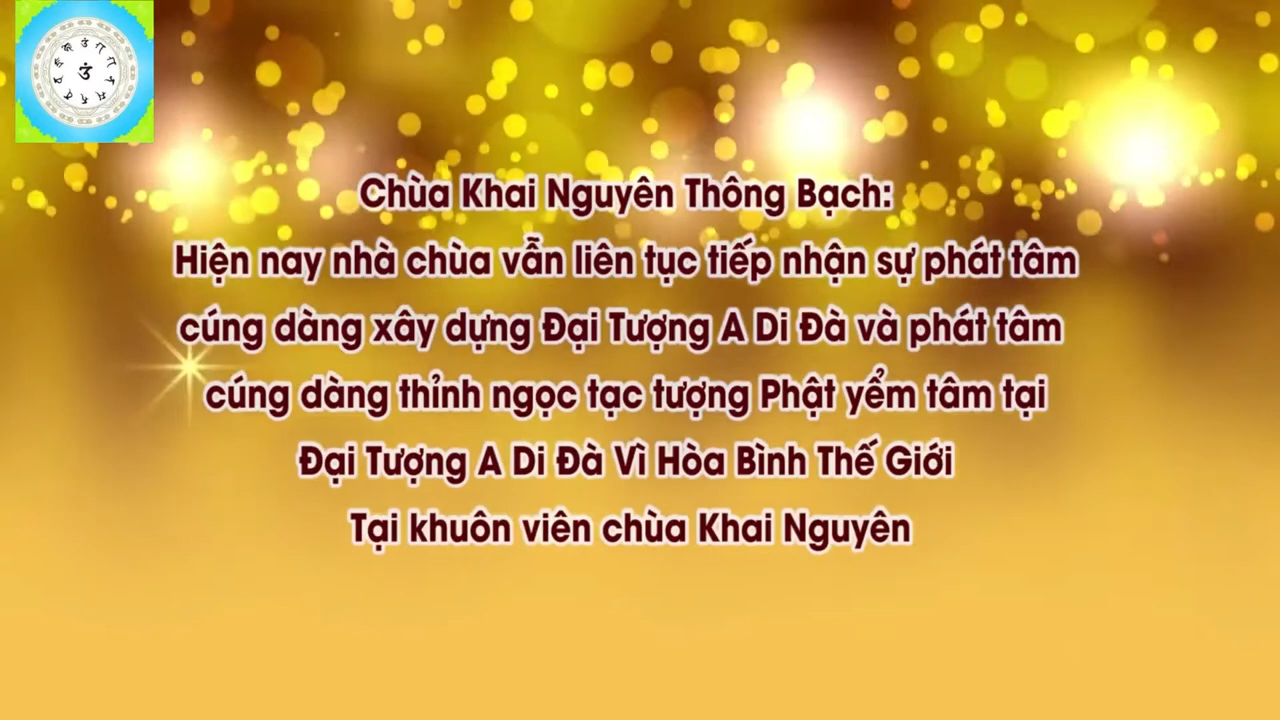 Chùa Khai Nguyên Thông Bạch:
Hiện nay nhà chùa vẫn liên tục tiếp nhận sự phát tâm
cúng dàng xây dựng Đại Tượng A Di Đà và phát tâm
cúng dàng thỉnh ngọc tạc tượng Phật yểm tâm tại
Đại Tượng A Di Đà Vì Hòa Bình Thế Giới
Tại khuôn viên chùa Khai Nguyên